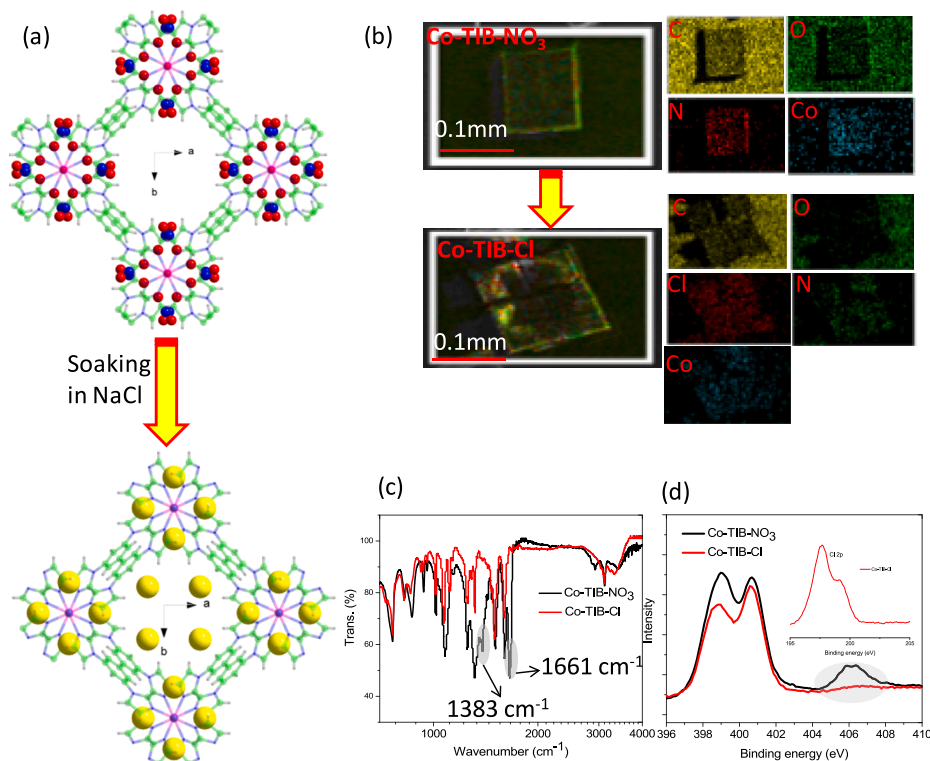 (a)
a
b
Soaking
in NaCl
a
b
(b)
Co-TIB-NO₃
0.1mm
C
O
N
Co
Co-TIB-Cl
0.1mm
C
O
Cl
N
Co
(c)
100
80
60
40
Trans. (%)
Co-TIB-NO₃
Co-TIB-Cl
1661 cm⁻¹
1383 cm⁻¹
1000
2000
3000
4000
Wavenumber (cm⁻¹)
(d)
Intensity
Co-TIB-NO₃
Co-TIB-Cl
Cl 2p
Co-TIB-Cl
195
200
205
Binding energy (eV)
396
398
400
402
404
406
408
410
Binding energy (eV)